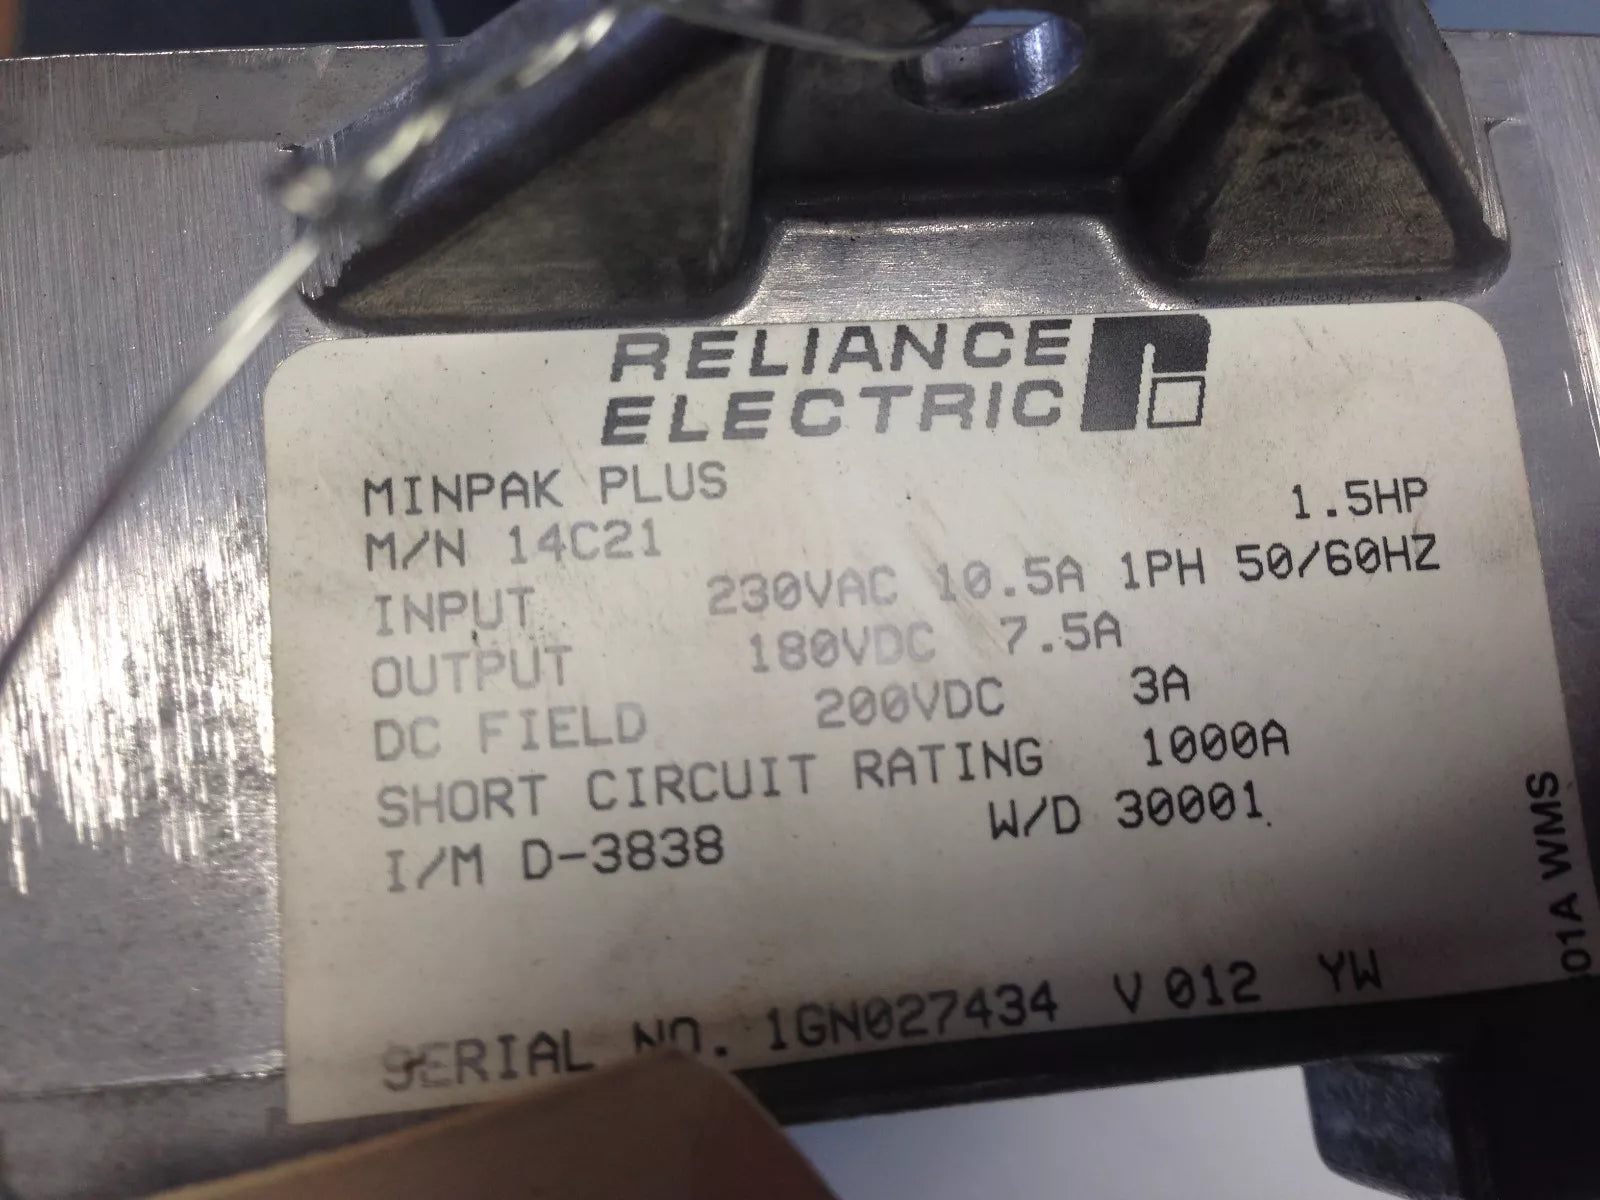 RELIANCE
ELECTRIC
MINPAK PLUS
M/N 14C21 1.5HP
INPUT 230VAC 10.5A 1PH 50/60HZ
OUTPUT 180VDC 7.5A
DC FIELD 200VDC 3A
SHORT CIRCUIT RATING 1000A
I/M D-3838 W/D 30001
SERIAL NO. 1GN027434 V 012 YW
01A WMS